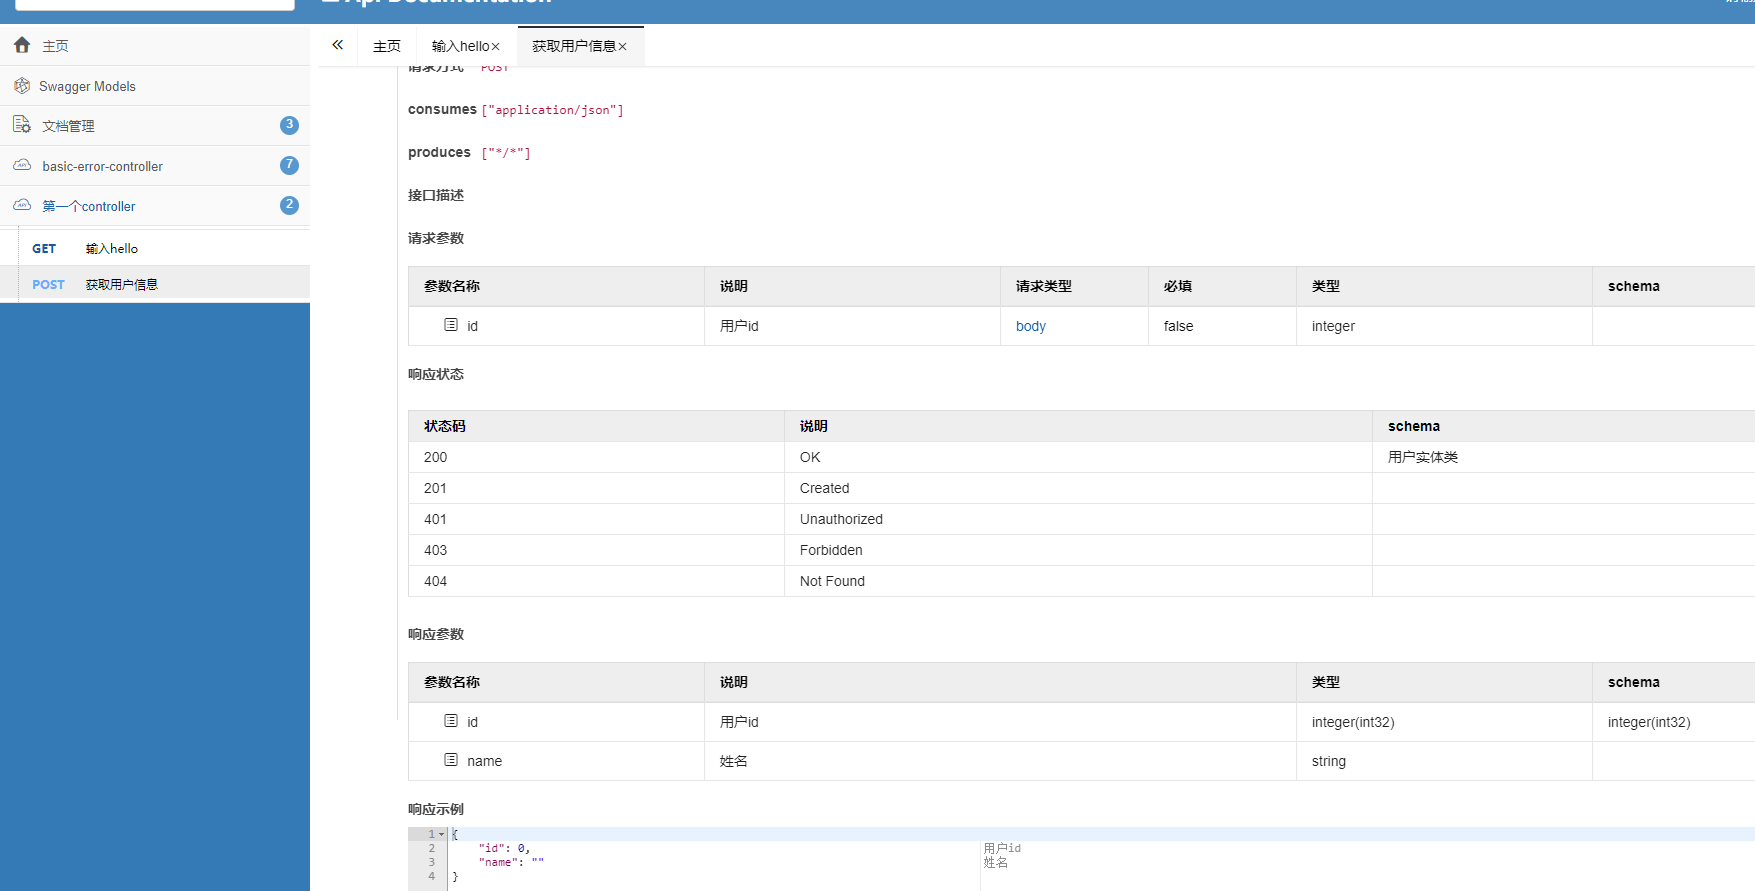 Api Documentation
主页
Swagger Models
文档管理 3
basic-error-controller 7
第一个controller 2
GET 输入hello
POST 获取用户信息
« 主页 输入hello× 获取用户信息×
请求方式 POST
consumes ["application/json"]
produces ["*/*"]
接口描述
请求参数
参数名称 说明 请求类型 必填 类型 schema
id 用户id body false integer
响应状态
状态码 说明 schema
200 OK 用户实体类
201 Created
401 Unauthorized
403 Forbidden
404 Not Found
响应参数
参数名称 说明 类型 schema
id 用户id integer(int32) integer(int32)
name 姓名 string
响应示例
1 {
2 "id": 0, 用户id
3 "name": "" 姓名
4 }